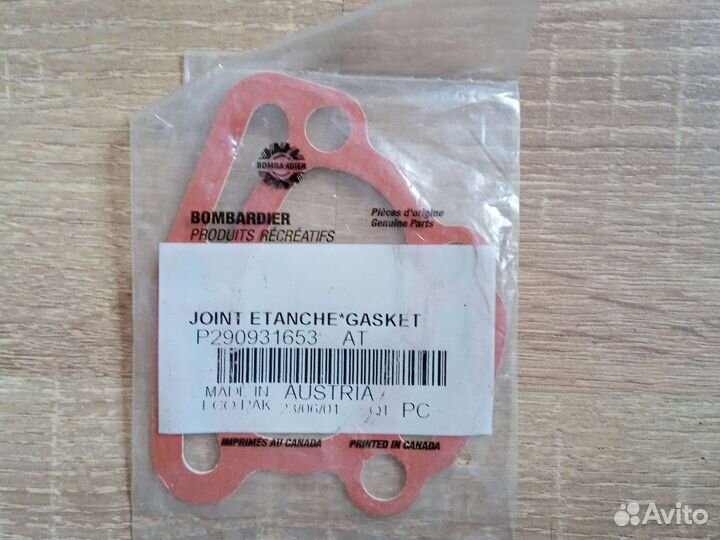 BOMBARDIER
BOMBARDIER
PRODUITS RÉCRÉATIFS
Pièces d'origine
Genuine Parts
JOINT ETANCHE*GASKET
P290931653 AT
MADE IN AUSTRIA
ECO PAK 23/06/01 Q1 PC
IMPRIMÉS AU CANADA
PRINTED IN CANADA
Avito